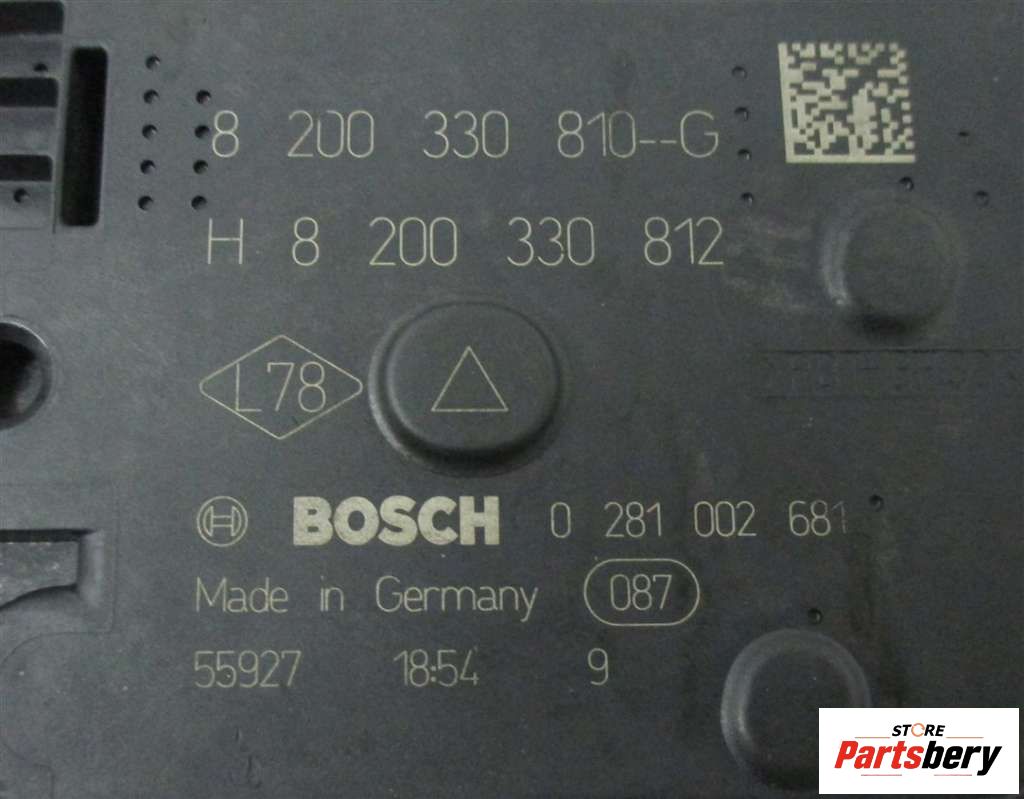 8 200 330 810--G
H 8 200 330 812
L78
BOSCH 0 281 002 681
Made in Germany 087
55927 18:54 9
STORE
Partsbery